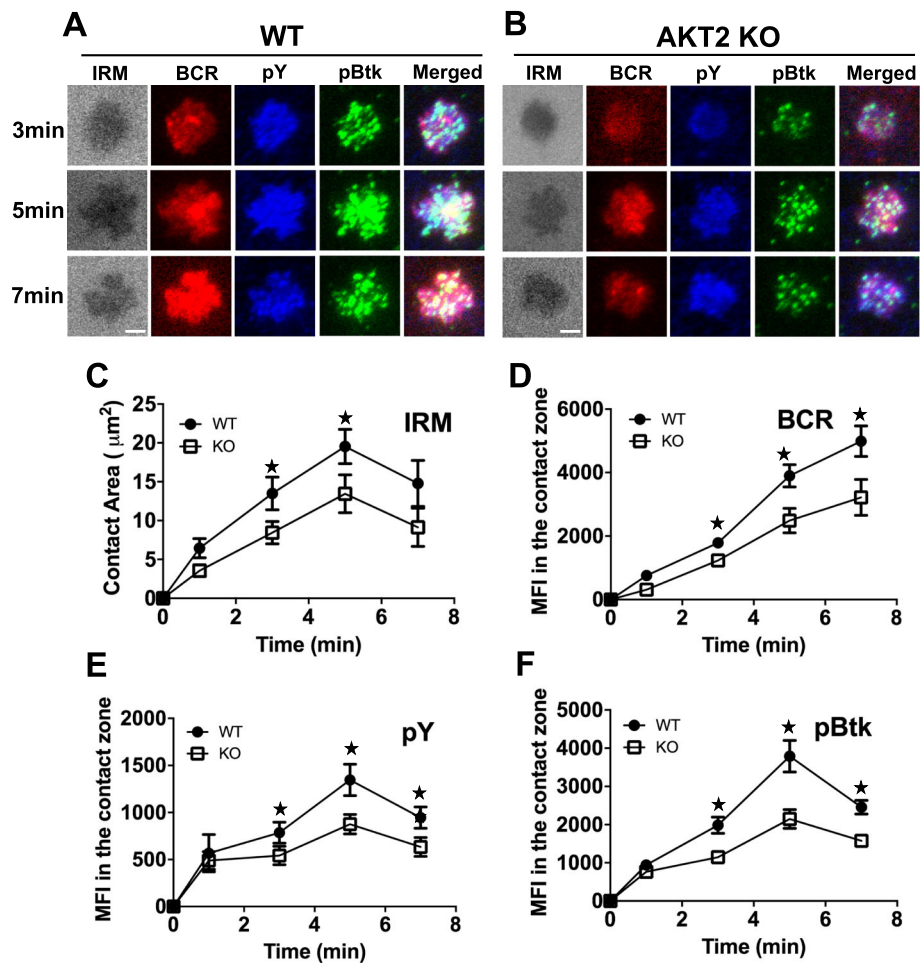 A
WT
IRM BCR pY pBtk Merged
3min
5min
7min
B
AKT2 KO
IRM BCR pY pBtk Merged
C
IRM
WT
KO
Contact Area ( μm²)
25
20
15
10
5
0
0 2 4 6 8
Time (min)
D
BCR
WT
KO
MFI in the contact zone
6000
4000
2000
0
0 2 4 6 8
Time (min)
E
pY
WT
KO
MFI in the contact zone
2000
1500
1000
500
0
0 2 4 6 8
Time (min)
F
pBtk
WT
KO
MFI in the contact zone
5000
4000
3000
2000
1000
0
0 2 4 6 8
Time (min)